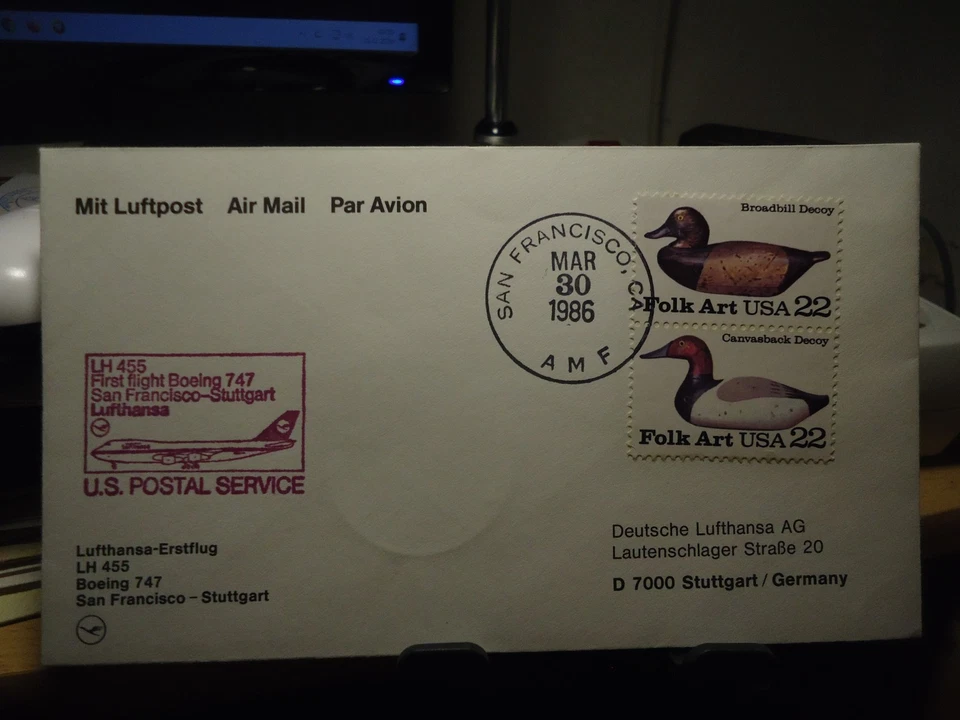 Mit Luftpost Air Mail Par Avion
SAN FRANCISCO, CA
MAR
30
1986
AMF
Broadbill Decoy
Folk Art USA 22
Canvasback Decoy
Folk Art USA 22
LH 455
First flight Boeing 747
San Francisco-Stuttgart
Lufthansa
U.S. POSTAL SERVICE
Lufthansa-Erstflug
LH 455
Boeing 747
San Francisco – Stuttgart
Deutsche Lufthansa AG
Lautenschlager Straße 20
D 7000 Stuttgart / Germany